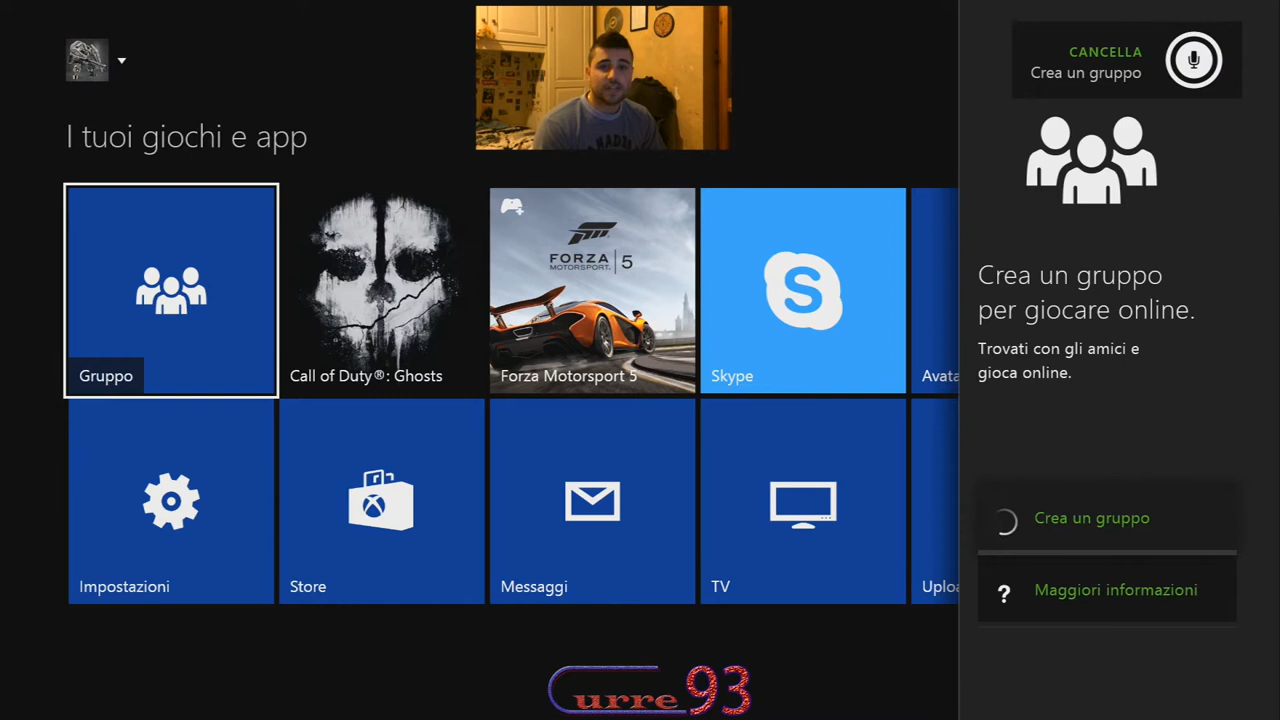 CANCELLA
Crea un gruppo
I tuoi giochi e app
Crea un gruppo
per giocare online.
Trovati con gli amici e
gioca online.
FORZA
MOTORSPORT 5
Gruppo
Call of Duty®: Ghosts
Forza Motorsport 5
Skype
Avata
Crea un gruppo
Maggiori informazioni
Impostazioni
Store
Messaggi
TV
Uploa
Curre 93